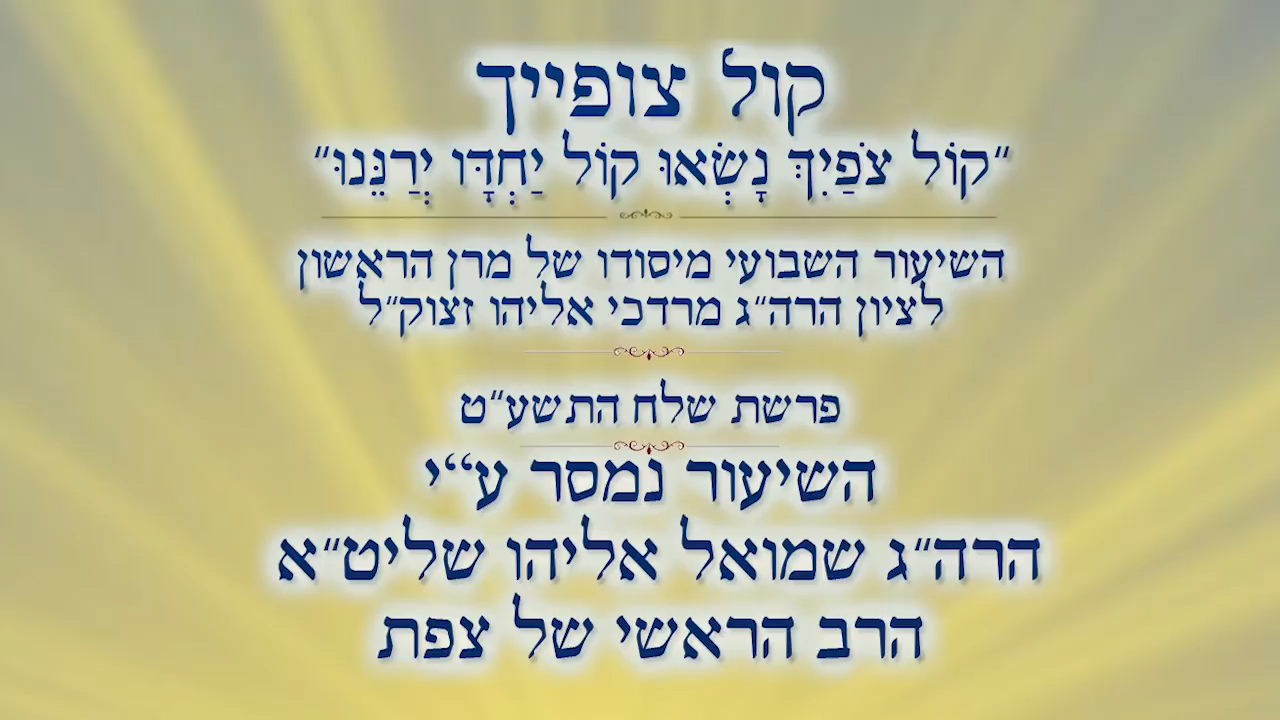 קול צופייך
"קוֹל צֹפַיִךְ נָשְׂאוּ קוֹל יַחְדָּו יְרַנֵּנוּ"
השיעור השבועי מיסודו של מרן הראשון
לציון הרה"ג מרדכי אליהו זצוק"ל
פרשת שלח התשע"ט
השיעור נמסר ע"י
הרה"ג שמואל אליהו שליט"א
הרב הראשי של צפת